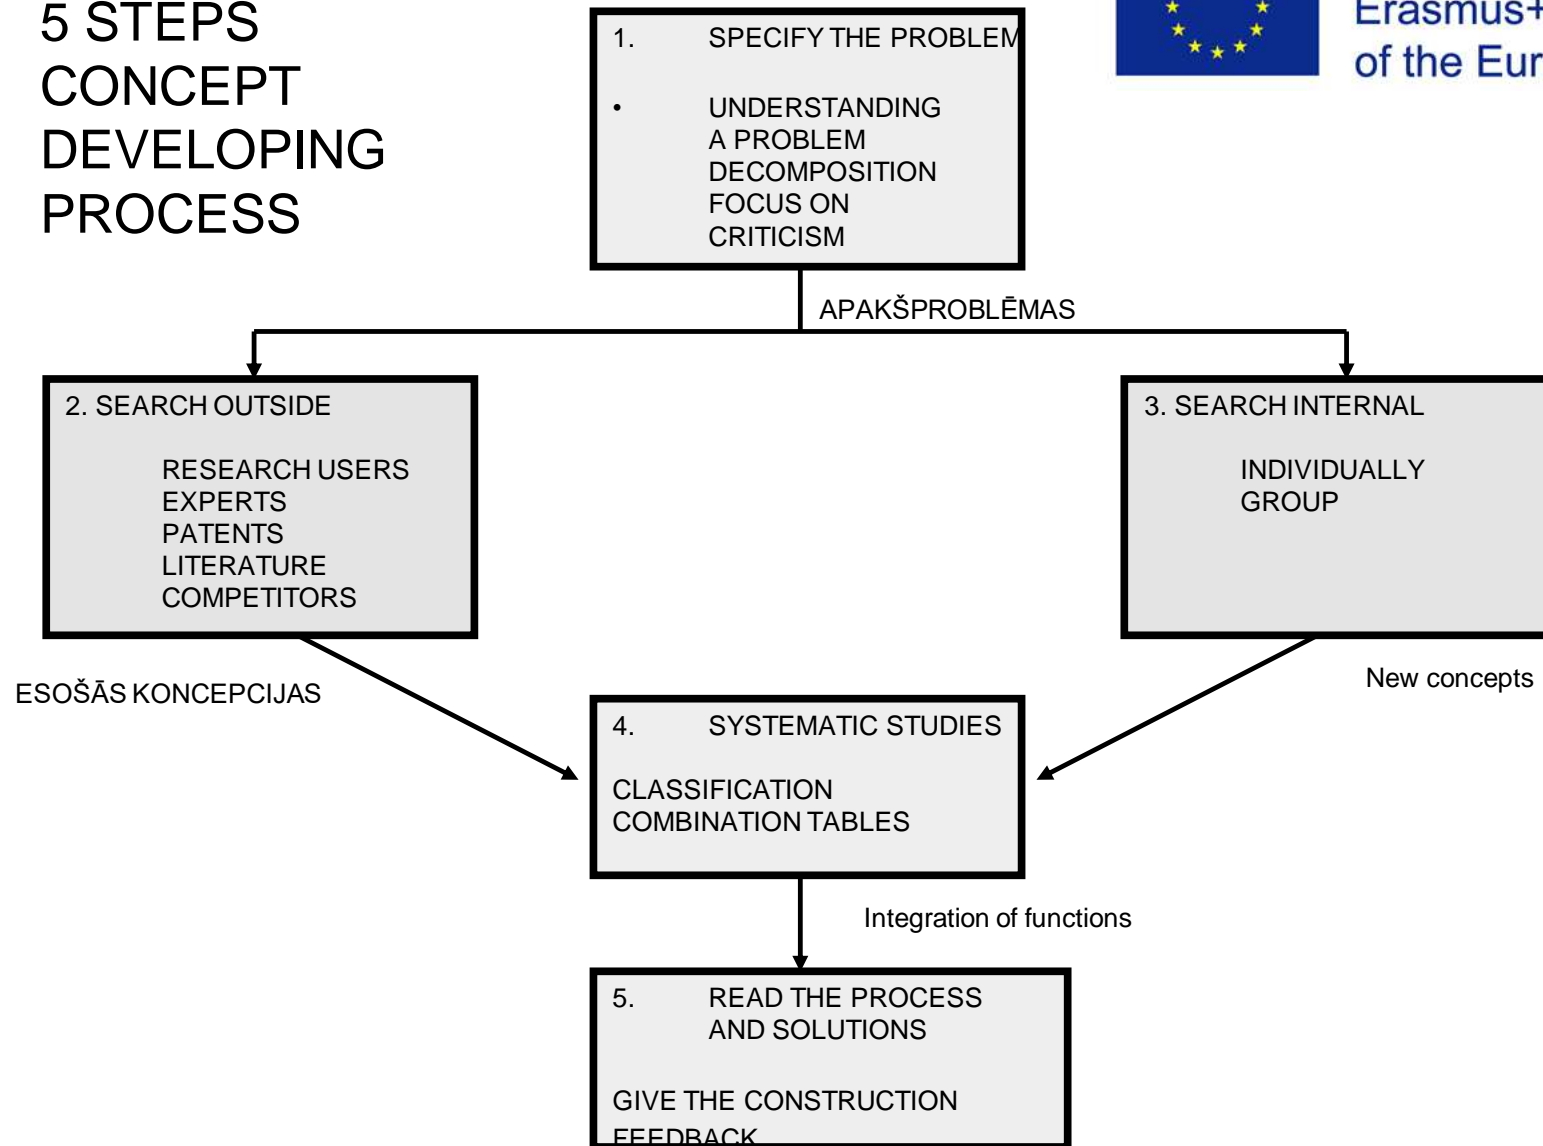 5 STEPS
CONCEPT
DEVELOPING
PROCESS
Erasmus+
of the Eur
1. SPECIFY THE PROBLEM
• UNDERSTANDING
A PROBLEM
DECOMPOSITION
FOCUS ON
CRITICISM
APAKŠPROBLĒMAS
2. SEARCH OUTSIDE
RESEARCH USERS
EXPERTS
PATENTS
LITERATURE
COMPETITORS
3. SEARCH INTERNAL
INDIVIDUALLY
GROUP
ESOŠĀS KONCEPCIJAS
New concepts
4. SYSTEMATIC STUDIES
CLASSIFICATION
COMBINATION TABLES
Integration of functions
5. READ THE PROCESS
AND SOLUTIONS
GIVE THE CONSTRUCTION
FEEDBACK